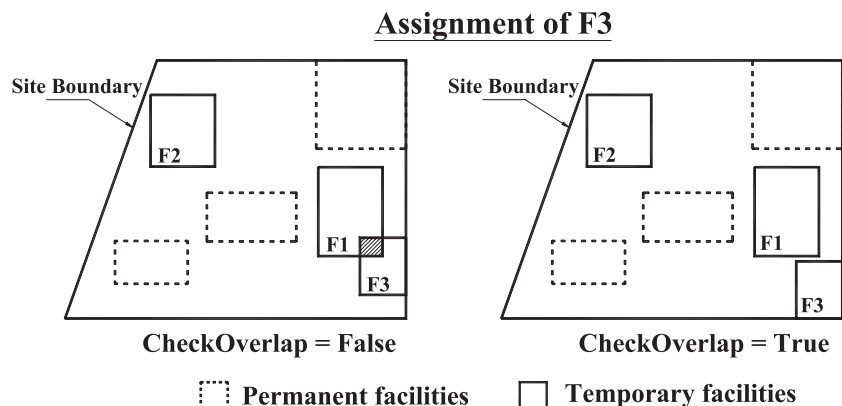 Assignment of F3
Site Boundary
F2
F1
F3
CheckOverlap = False
Site Boundary
F2
F1
F3
CheckOverlap = True
Permanent facilities
Temporary facilities